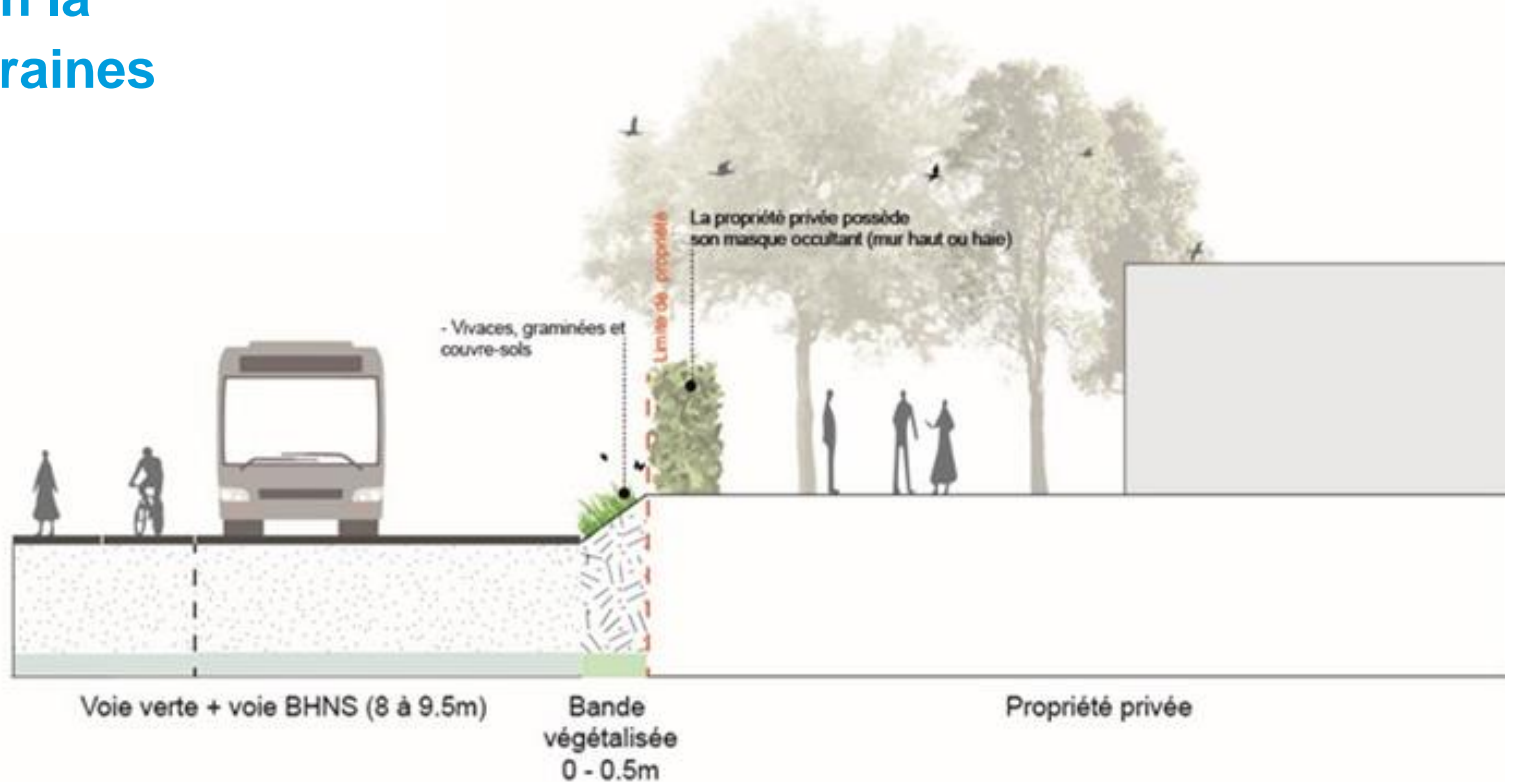 n la
raines
La propriété privée possède
son masque occultant (mur haut ou haie)
Limite de propriété
- Vivaces, graminées et
couvre-sols
Voie verte + voie BHNS (8 à 9.5m)
Bande
végétalisée
0 - 0.5m
Propriété privée